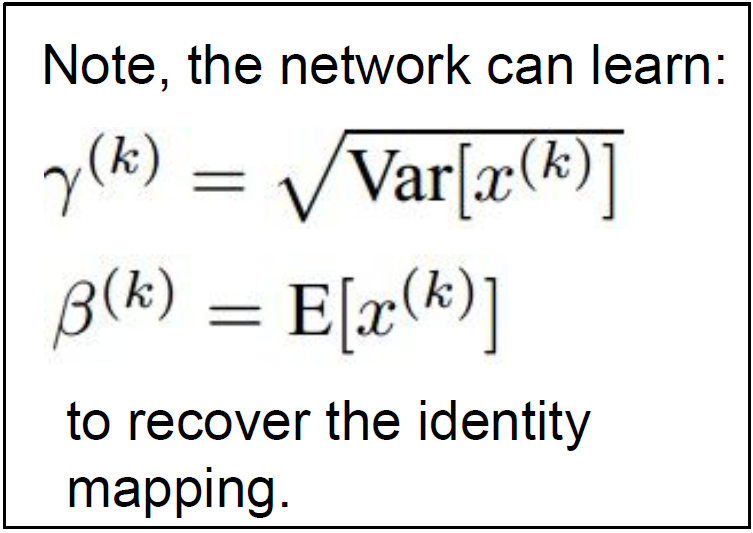 Note, the network can learn:
γ^(k) = √Var[x^(k)]
β^(k) = E[x^(k)]
to recover the identity
mapping.